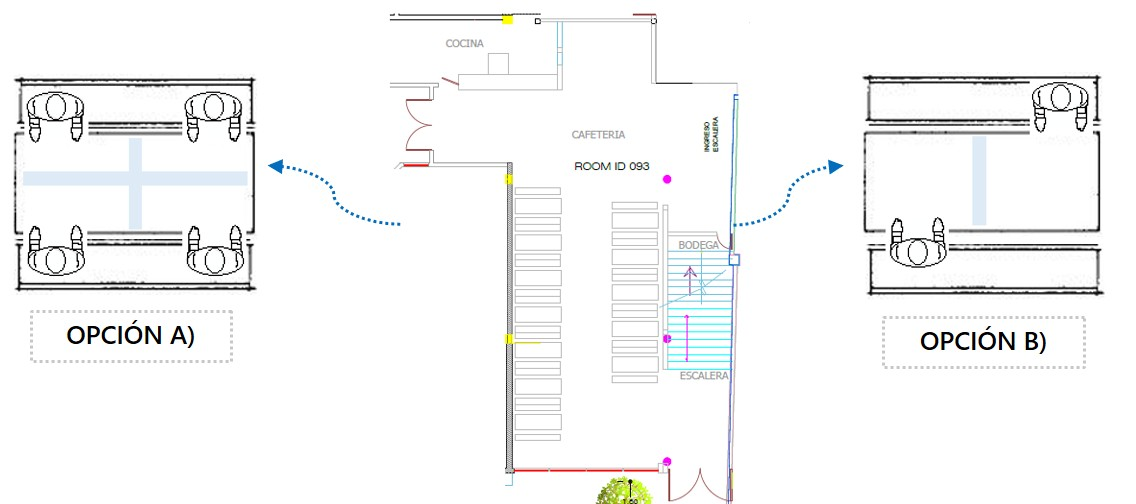 COCINA
CAFETERIA
ROOM ID 093
INGRESO
ESCALERA
BODEGA
ESCALERA
OPCIÓN A)
OPCIÓN B)